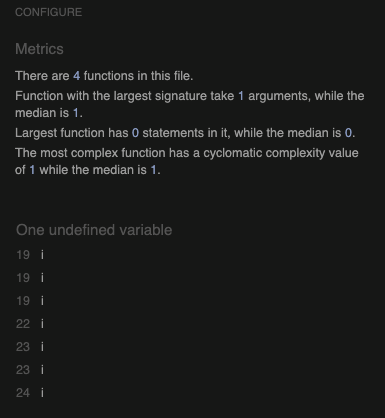 CONFIGURE
Metrics
There are 4 functions in this file.
Function with the largest signature take 1 arguments, while the
median is 1.
Largest function has 0 statements in it, while the median is 0.
The most complex function has a cyclomatic complexity value
of 1 while the median is 1.
One undefined variable
19 i
19 i
19 i
22 i
23 i
23 i
24 i